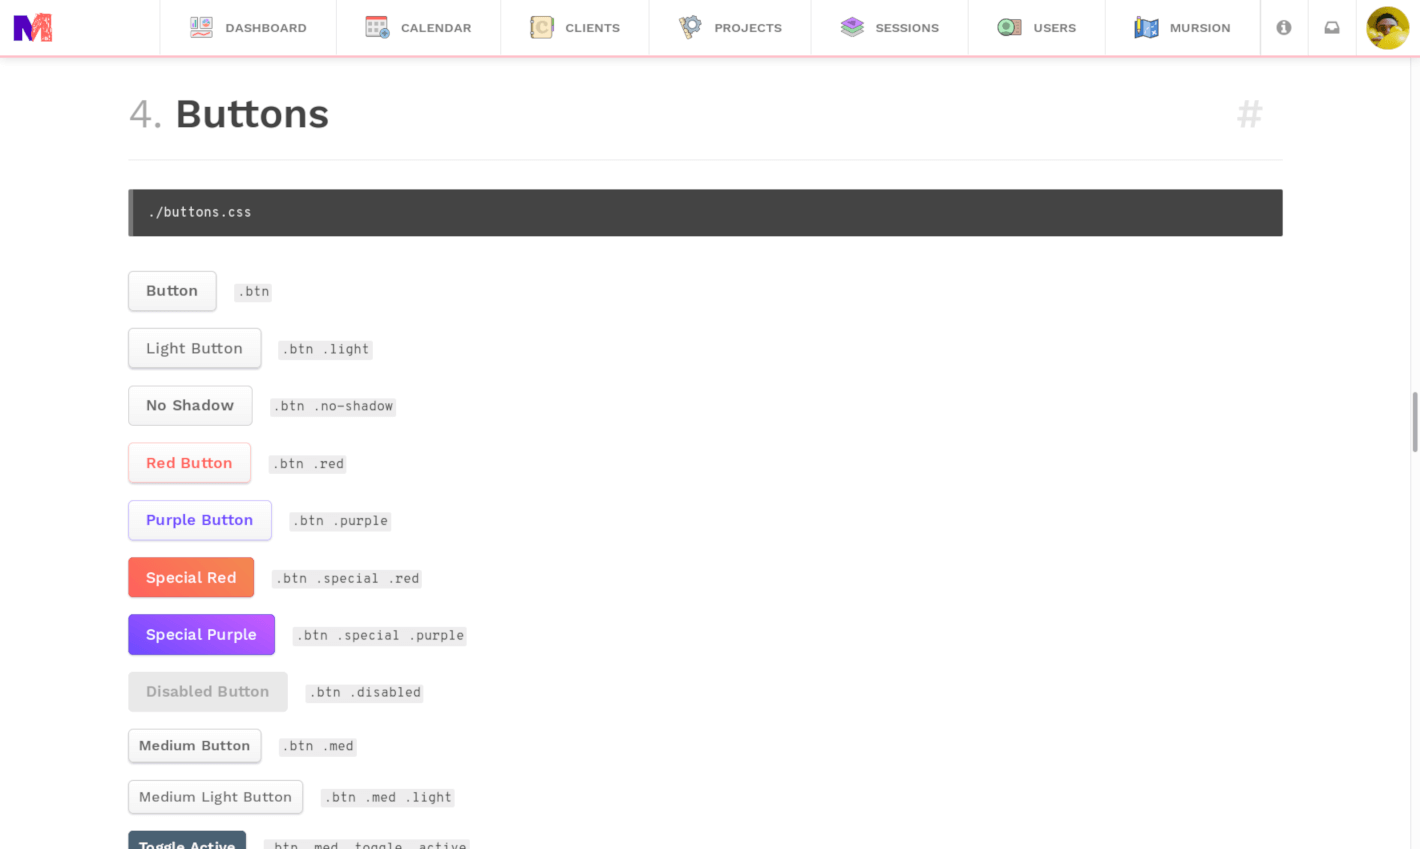 DASHBOARD CALENDAR CLIENTS PROJECTS SESSIONS USERS MURSION
4. Buttons #
./buttons.css
Button .btn
Light Button .btn .light
No Shadow .btn .no-shadow
Red Button .btn .red
Purple Button .btn .purple
Special Red .btn .special .red
Special Purple .btn .special .purple
Disabled Button .btn .disabled
Medium Button .btn .med
Medium Light Button .btn .med .light
Toggle Active .btn .med .toggle .active